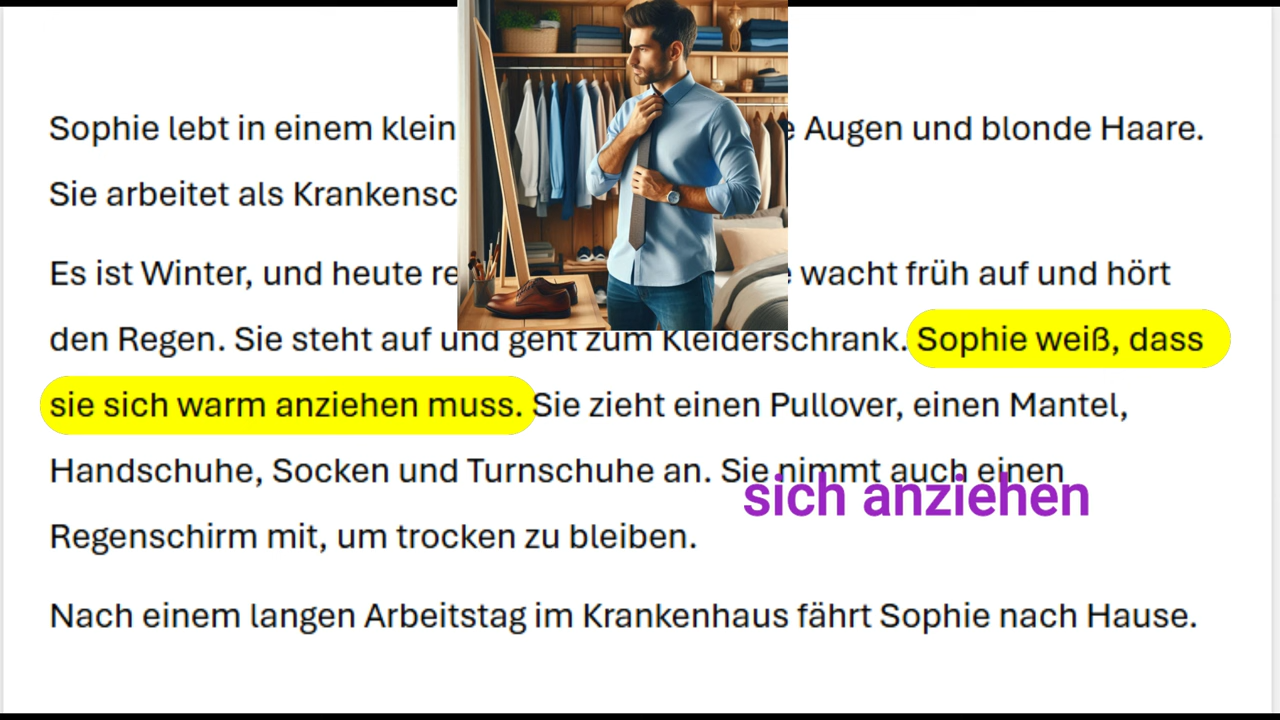 Sophie lebt in einem klein Augen und blonde Haare.
Sie arbeitet als Krankensc
Es ist Winter, und heute re wacht früh auf und hört
den Regen. Sie steht auf und geht zum Kleiderschrank. Sophie weiß, dass
sie sich warm anziehen muss. Sie zieht einen Pullover, einen Mantel,
Handschuhe, Socken und Turnschuhe an. Sie nimmt auch einen
sich anziehen
Regenschirm mit, um trocken zu bleiben.
Nach einem langen Arbeitstag im Krankenhaus fährt Sophie nach Hause.